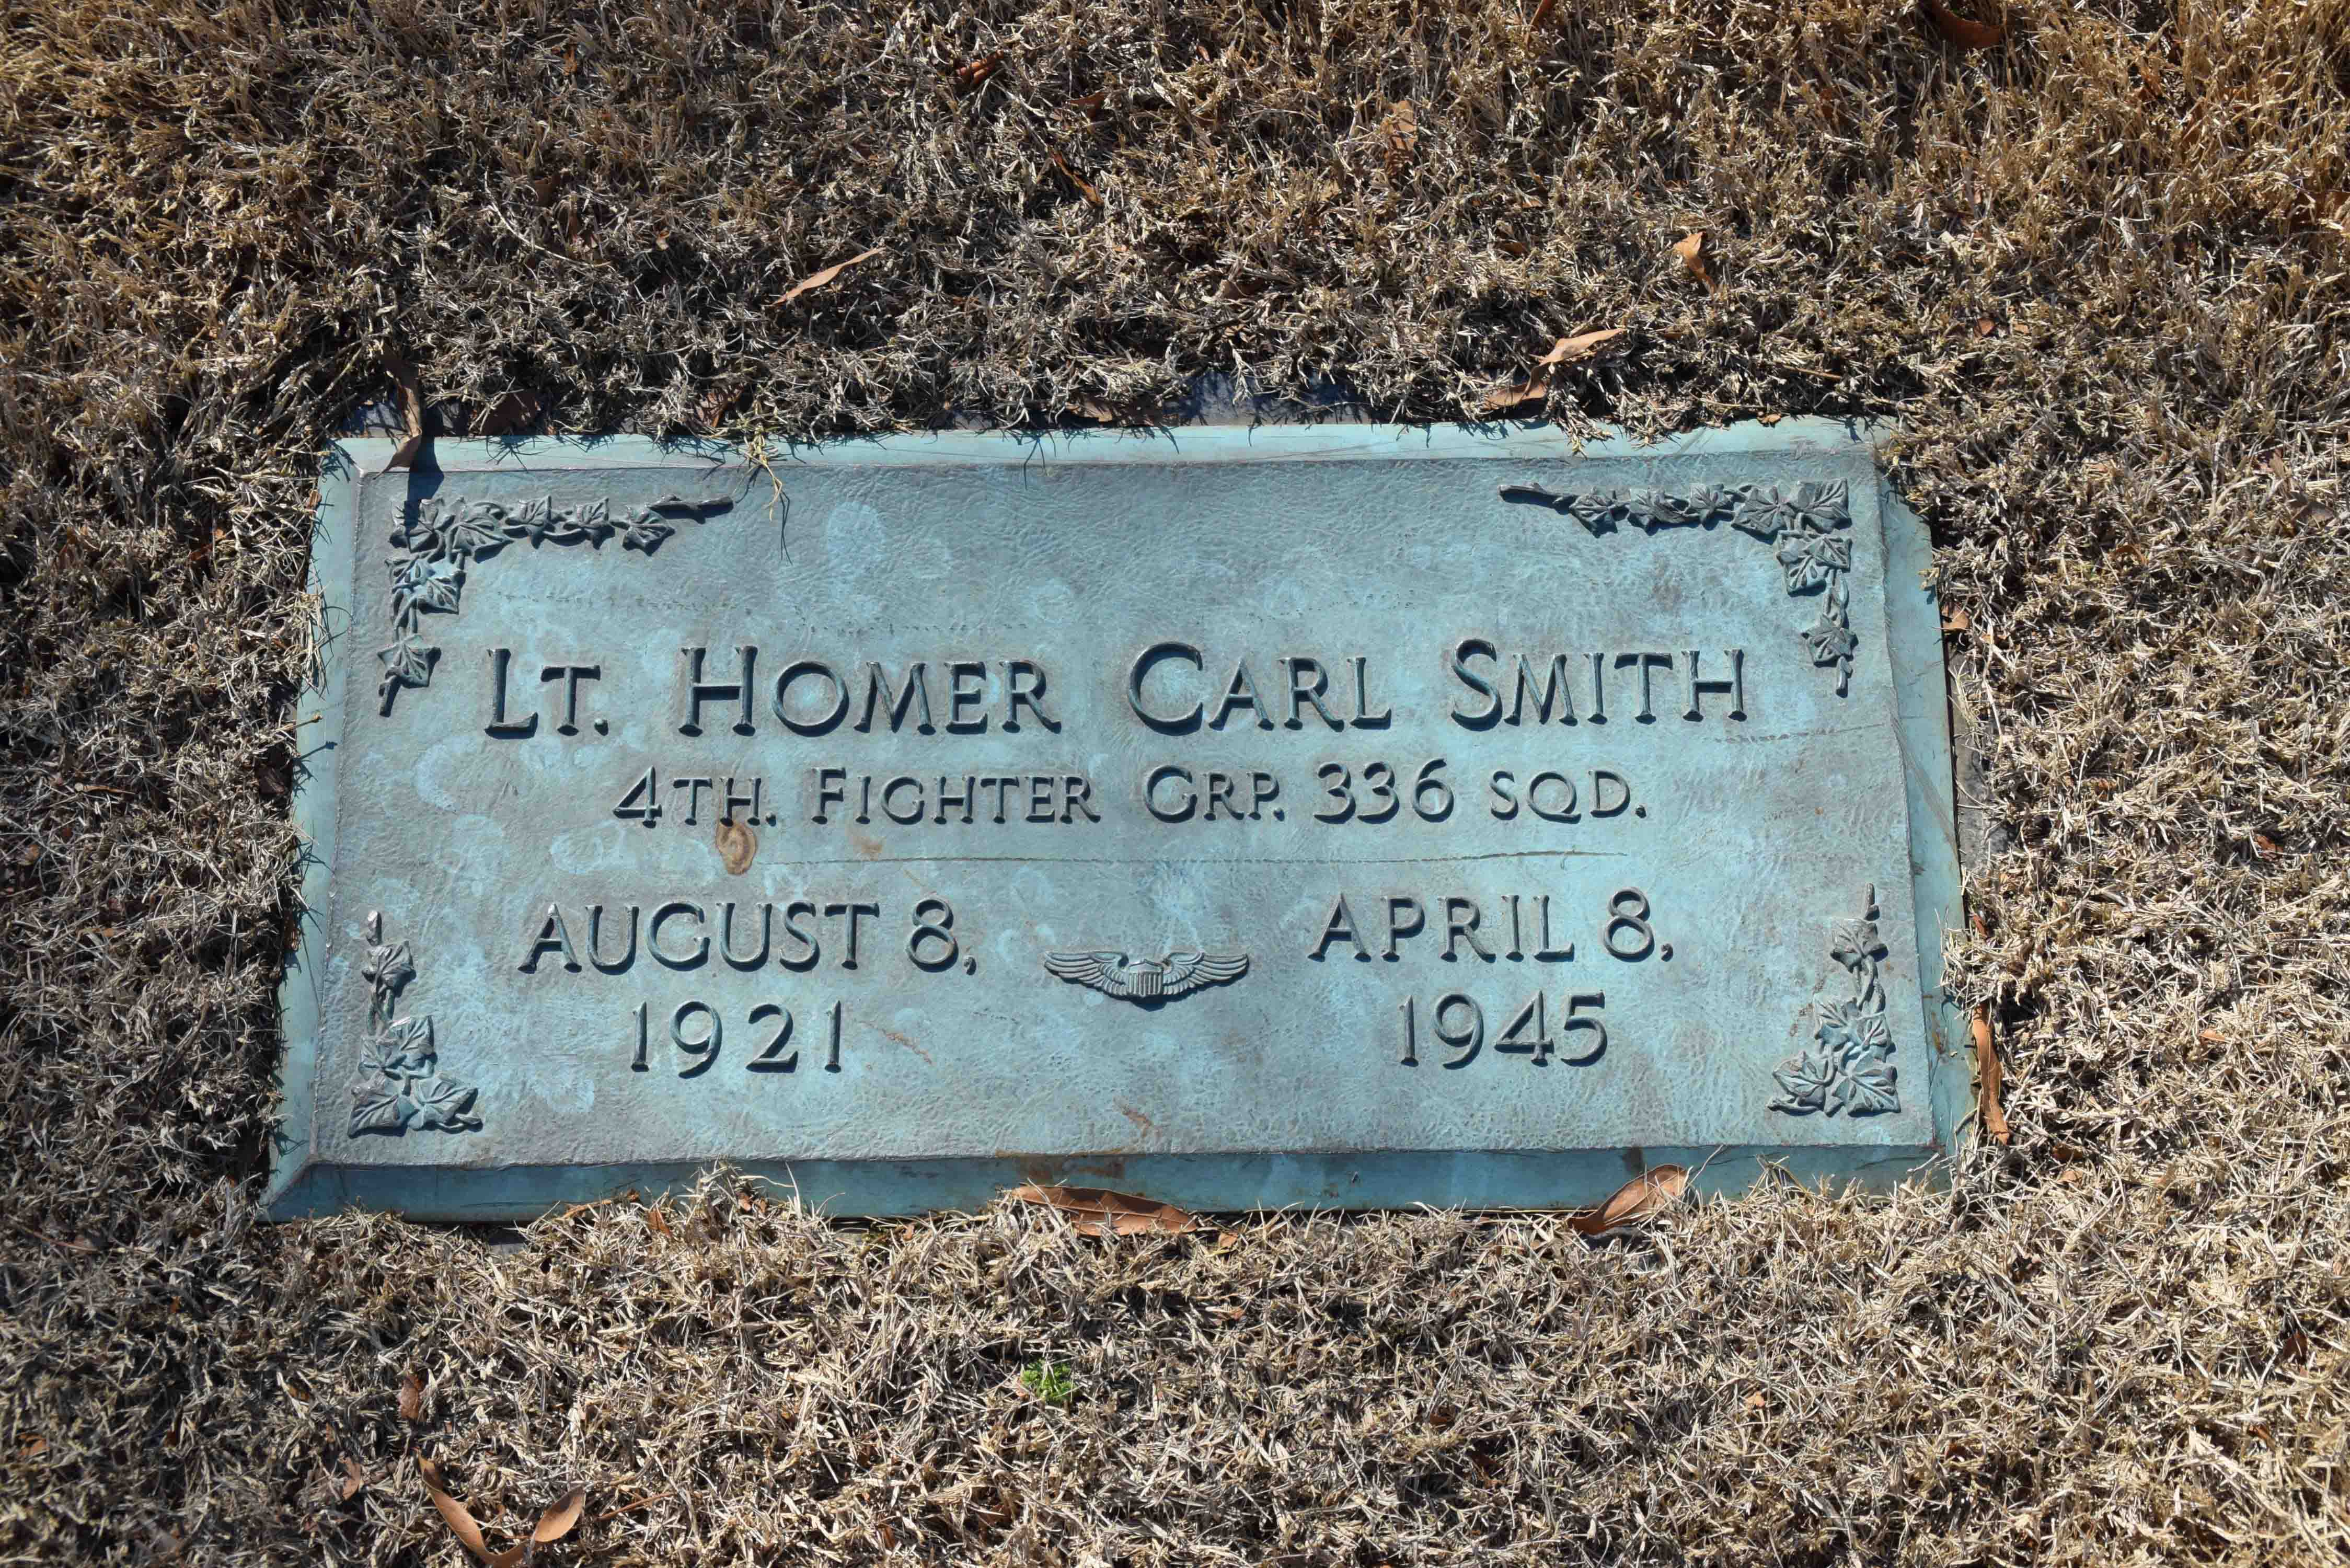 LT. HOMER CARL SMITH
4TH. FIGHTER GRP. 336 SQD.
AUGUST 8, APRIL 8,
1921 1945